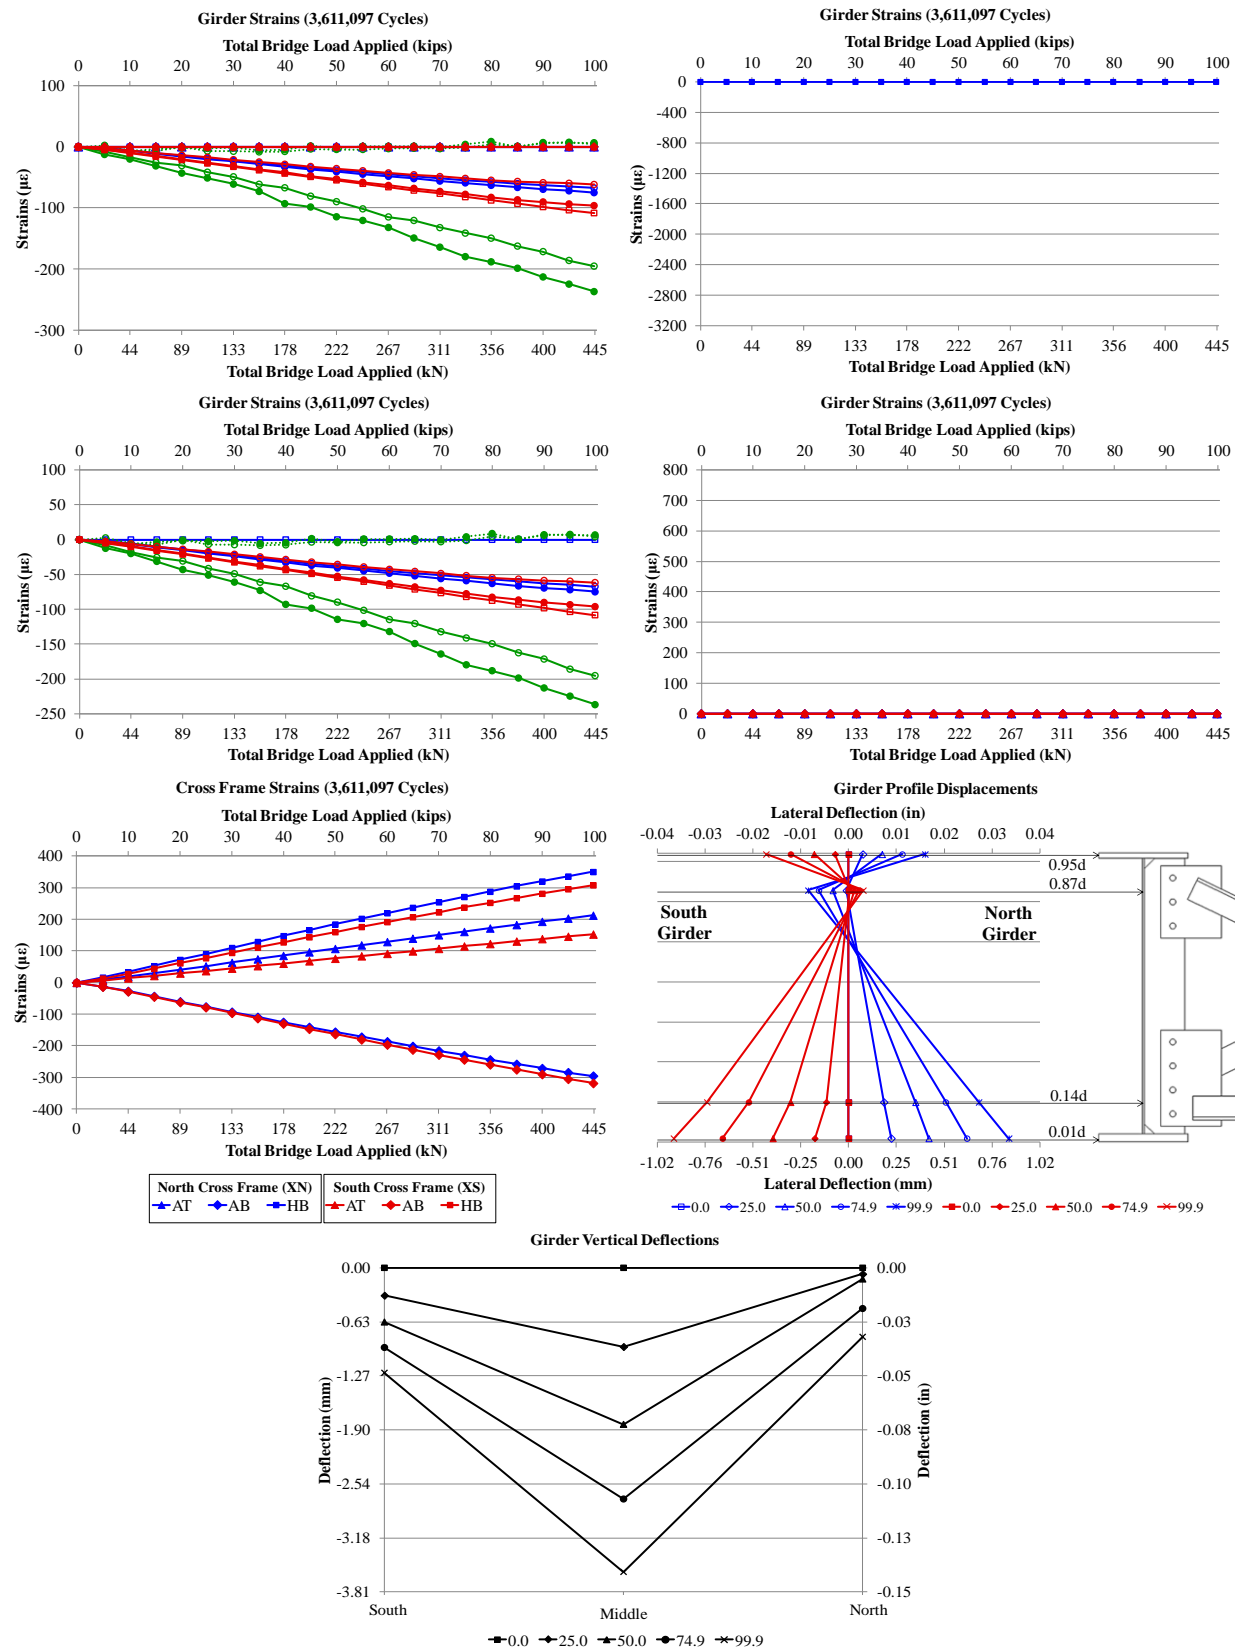 Girder Strains (3,611,097 Cycles)
Total Bridge Load Applied (kips)
0 10 20 30 40 50 60 70 80 90 100
100
0
-100
-200
-300
Strains (με)
0 44 89 133 178 222 267 311 356 400 445
Total Bridge Load Applied (kN)
Girder Strains (3,611,097 Cycles)
Total Bridge Load Applied (kips)
0 10 20 30 40 50 60 70 80 90 100
0
-400
-800
-1200
-1600
-2000
-2400
-2800
-3200
Strains (με)
0 44 89 133 178 222 267 311 356 400 445
Total Bridge Load Applied (kN)
Girder Strains (3,611,097 Cycles)
Total Bridge Load Applied (kips)
0 10 20 30 40 50 60 70 80 90 100
100
50
0
-50
-100
-150
-200
-250
Strains (με)
0 44 89 133 178 222 267 311 356 400 445
Total Bridge Load Applied (kN)
Girder Strains (3,611,097 Cycles)
Total Bridge Load Applied (kips)
0 10 20 30 40 50 60 70 80 90 100
800
700
600
500
400
300
200
100
0
Strains (με)
0 44 89 133 178 222 267 311 356 400 445
Total Bridge Load Applied (kN)
Cross Frame Strains (3,611,097 Cycles)
Total Bridge Load Applied (kips)
0 10 20 30 40 50 60 70 80 90 100
400
300
200
100
0
-100
-200
-300
-400
Strains (με)
0 44 89 133 178 222 267 311 356 400 445
Total Bridge Load Applied (kN)
North Cross Frame (XN)
AT AB HB
South Cross Frame (XS)
AT AB HB
Girder Profile Displacements
Lateral Deflection (in)
-0.04 -0.03 -0.02 -0.01 0.00 0.01 0.02 0.03 0.04
0.95d
0.87d
South
Girder
North
Girder
0.14d
0.01d
-1.02 -0.76 -0.51 -0.25 0.00 0.25 0.51 0.76 1.02
Lateral Deflection (mm)
0.0 25.0 50.0 74.9 99.9 0.0 25.0 50.0 74.9 99.9
Girder Vertical Deflections
0.00
-0.63
-1.27
-1.90
-2.54
-3.18
-3.81
Deflection (mm)
0.00
-0.03
-0.05
-0.08
-0.10
-0.13
-0.15
Deflection (in)
South Middle North
0.0 25.0 50.0 74.9 99.9